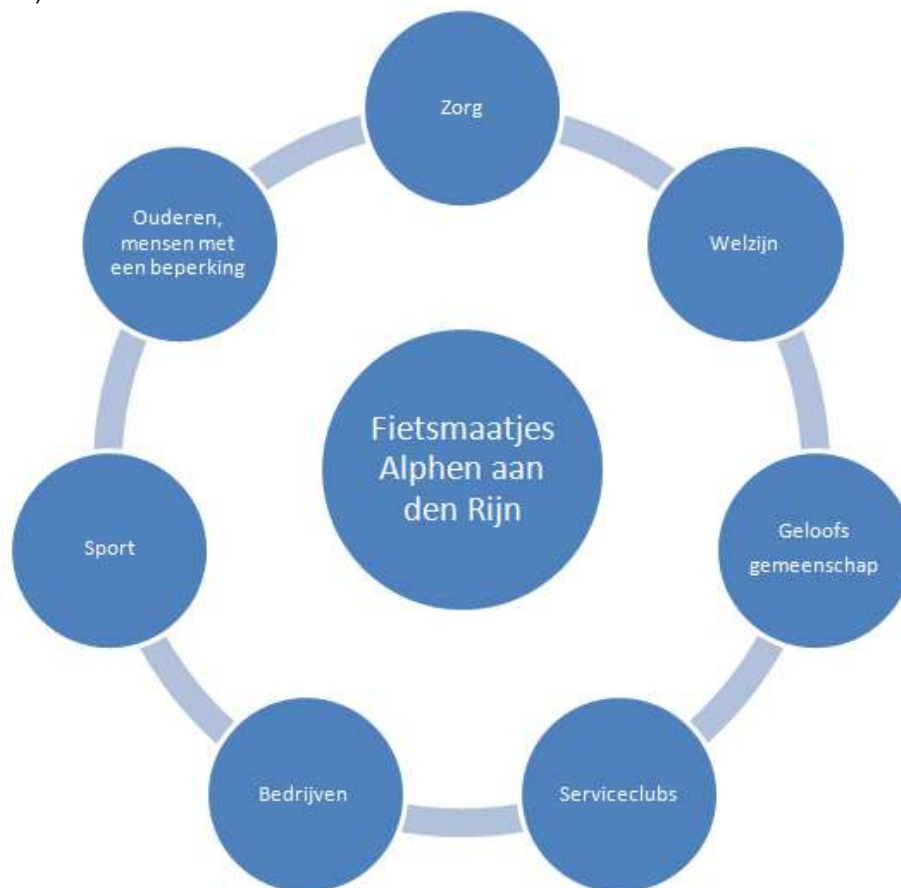 Zorg
Welzijn
Geloofs
gemeenschap
Serviceclubs
Bedrijven
Sport
Ouderen,
mensen met
een beperking
Fietsmaatjes
Alphen aan
den Rijn